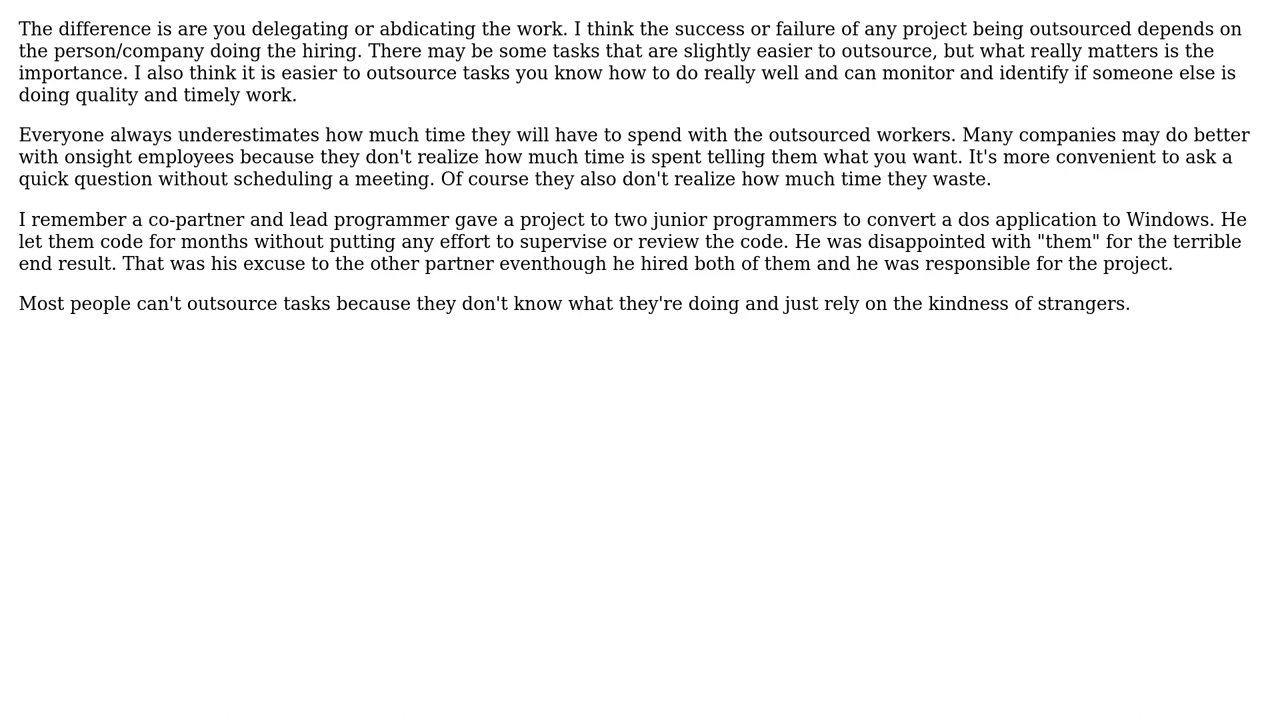 The difference is are you delegating or abdicating the work. I think the success or failure of any project being outsourced depends on
the person/company doing the hiring. There may be some tasks that are slightly easier to outsource, but what really matters is the
importance. I also think it is easier to outsource tasks you know how to do really well and can monitor and identify if someone else is
doing quality and timely work.
Everyone always underestimates how much time they will have to spend with the outsourced workers. Many companies may do better
with onsight employees because they don't realize how much time is spent telling them what you want. It's more convenient to ask a
quick question without scheduling a meeting. Of course they also don't realize how much time they waste.
I remember a co-partner and lead programmer gave a project to two junior programmers to convert a dos application to Windows. He
let them code for months without putting any effort to supervise or review the code. He was disappointed with "them" for the terrible
end result. That was his excuse to the other partner eventhough he hired both of them and he was responsible for the project.
Most people can't outsource tasks because they don't know what they're doing and just rely on the kindness of strangers.